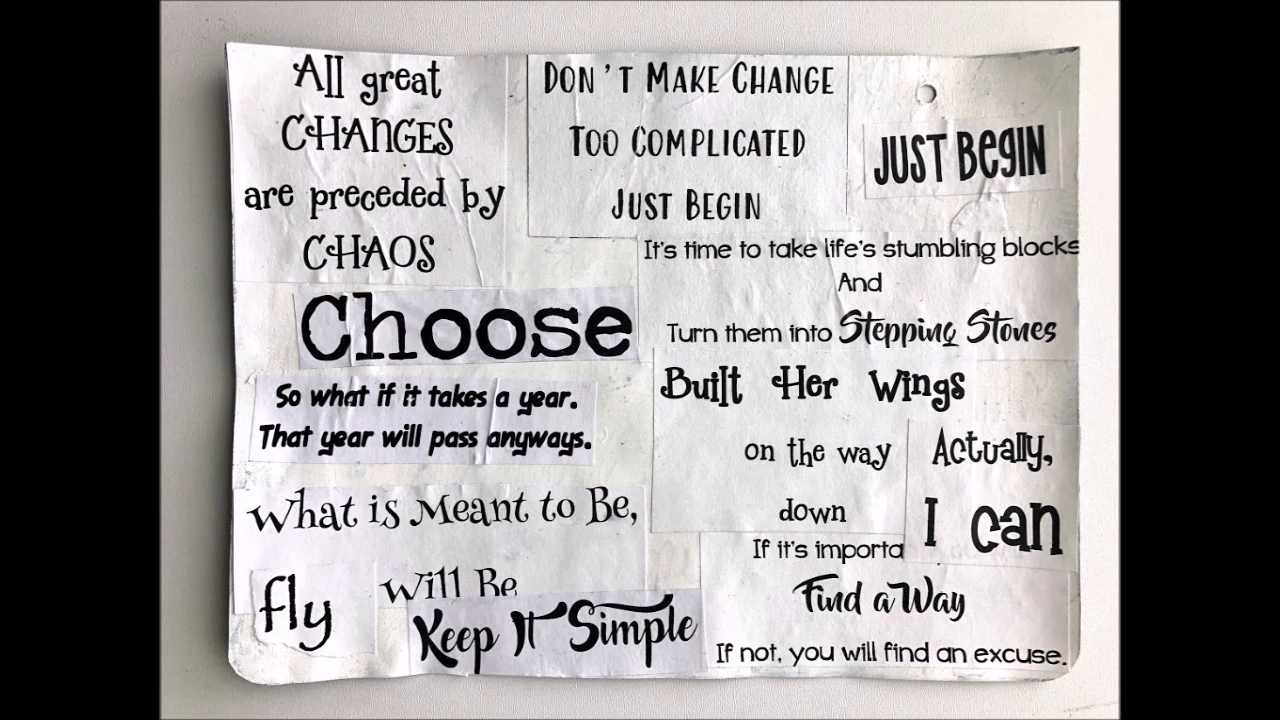 All great
CHANGES
are preceded by
CHAOS
DON'T MAKE CHANGE
TOO COMPLICATED
JUST BEGIN
JUST BEGIN
It's time to take life's stumbling blocks
And
Turn them into Stepping Stones
Choose
So what if it takes a year.
That year will pass anyways.
Built Her Wings
on the way
down
Actually,
I can
What is Meant to Be,
will Be
fly
Keep It Simple
If it's importa
Find a Way
If not, you will find an excuse.